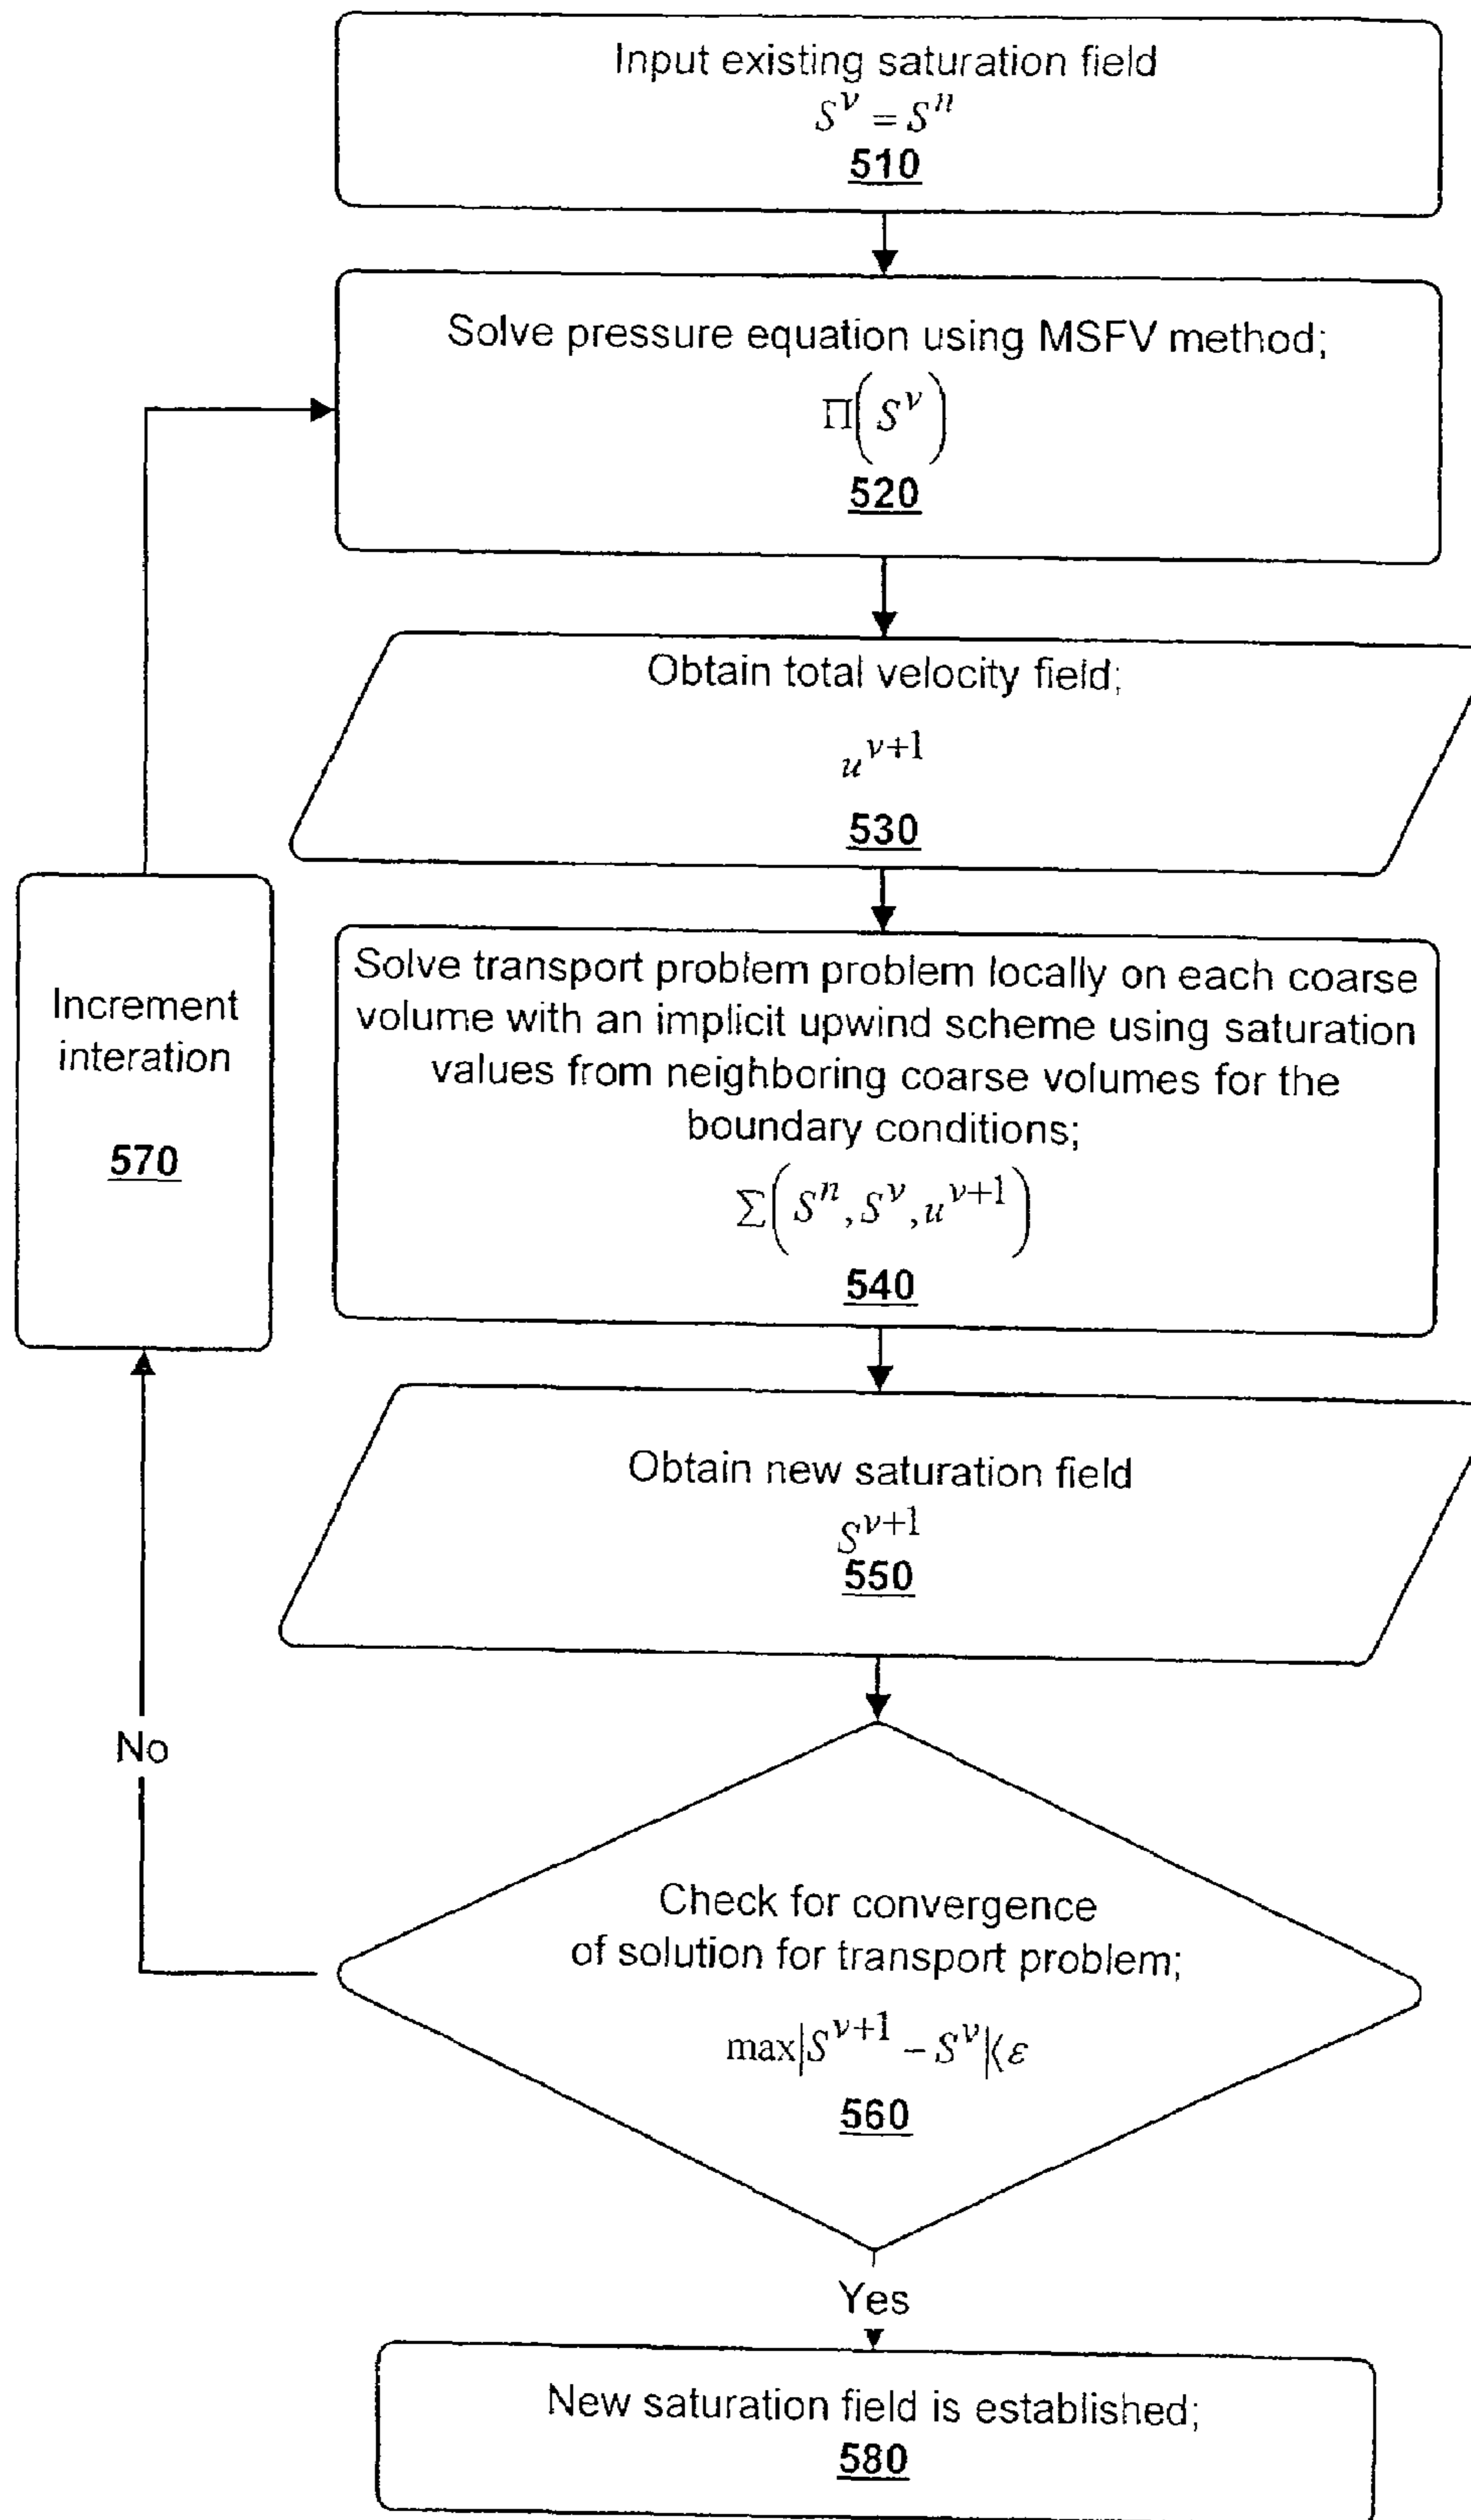 Input existing saturation field
S^ν = S^n
510
Solve pressure equation using MSFV method;
Π(S^ν)
520
Obtain total velocity field;
u^ν+1
530
Solve transport problem problem locally on each coarse
volume with an implicit upwind scheme using saturation
values from neighboring coarse volumes for the
boundary conditions;
Σ(S^n, S^ν, u^ν+1)
540
Increment
interation
570
Obtain new saturation field
S^ν+1
550
No
Check for convergence
of solution for transport problem;
max|S^ν+1 – S^ν|⟨ε
560
Yes
New saturation field is established;
580